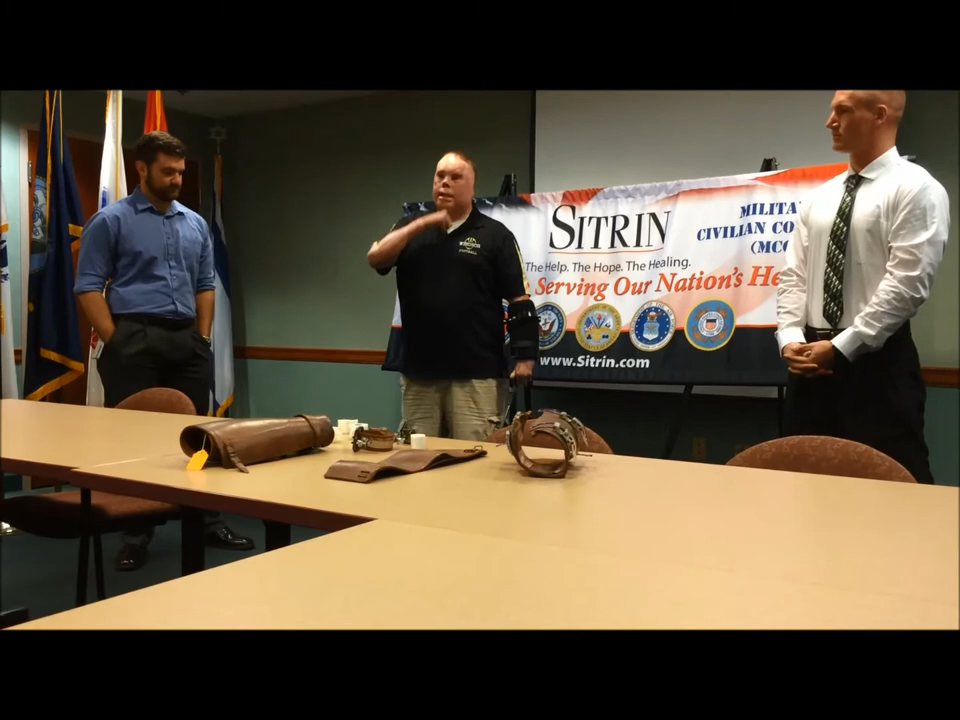 SITRIN
The Help. The Hope. The Healing.
MILITA
CIVILIAN CO
(MC
Serving Our Nation's He
www.Sitrin.com